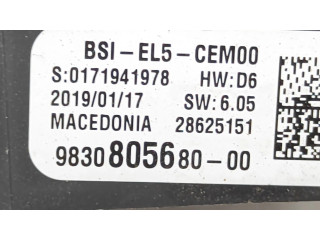 BSI-EL5-CEM00
S:0171941978 HW:D6
2019/01/17 SW:6.05
MACEDONIA 28625151
9830805680-00